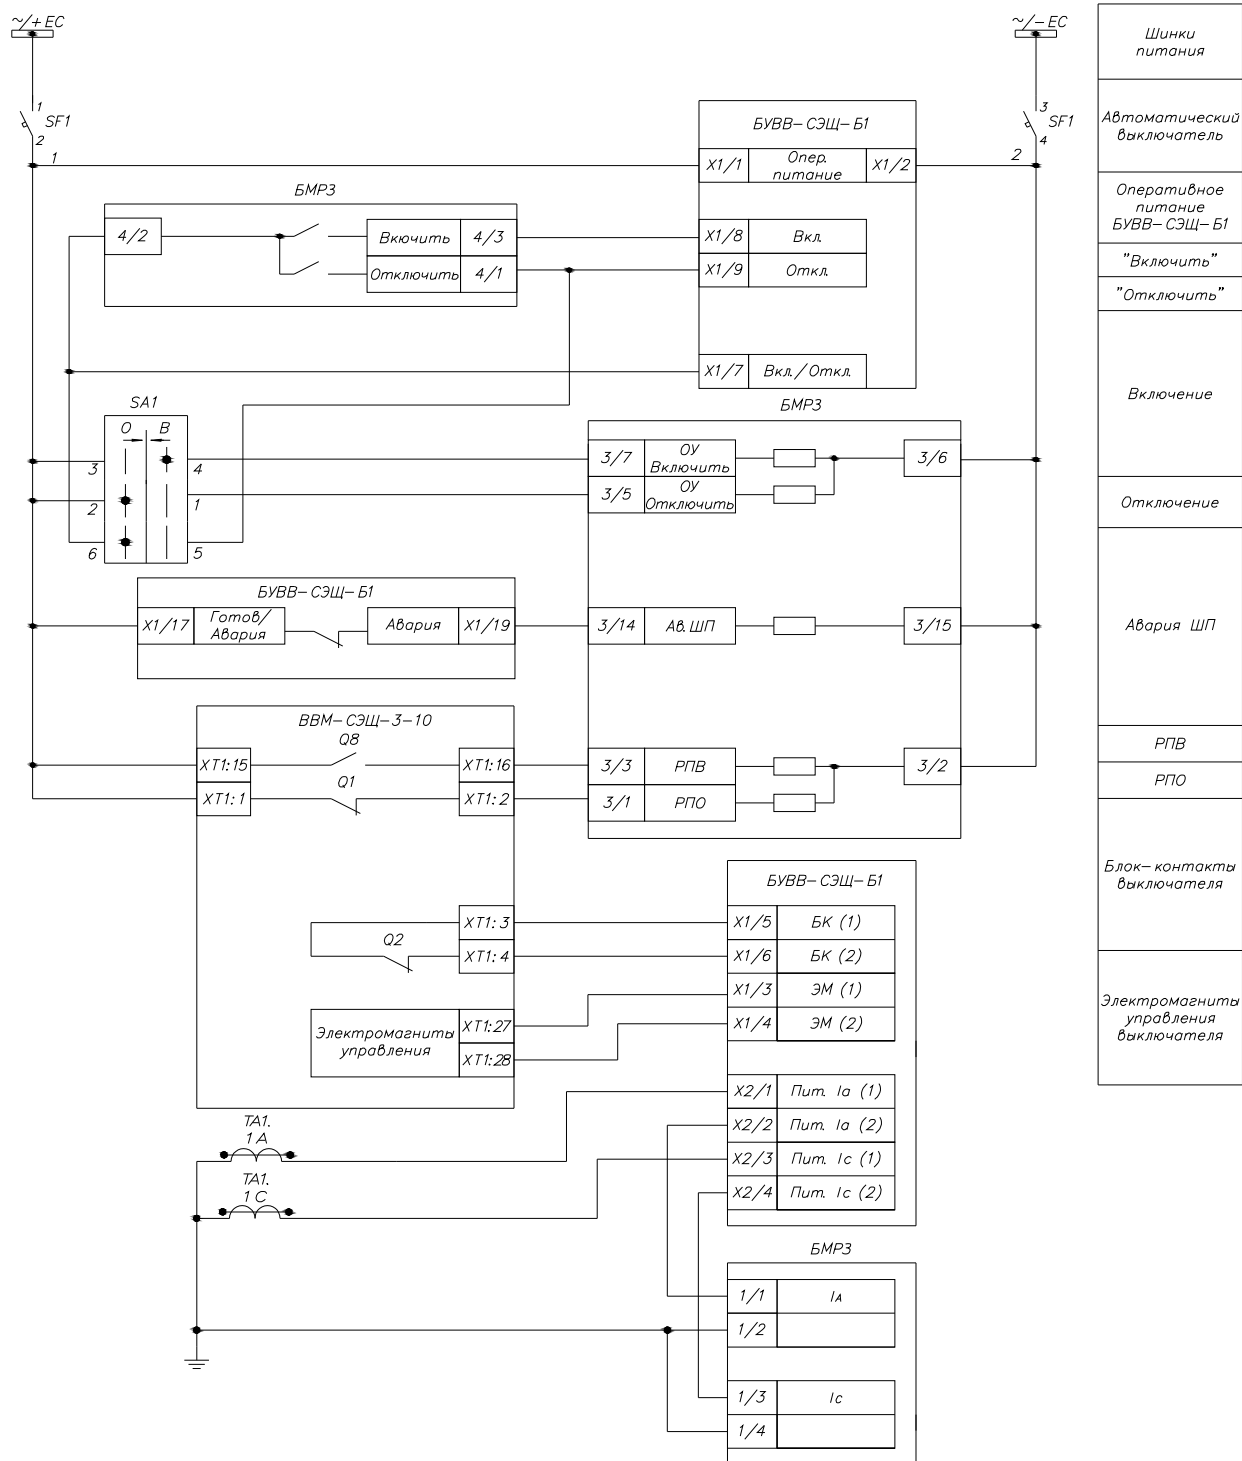 ~/+EC
~/-EC
Шинки
питания
1
SF1
2
1
3
SF1
4
2
Автоматический
выключатель
БУВВ-СЭЩ-Б1
X1/1
Опер.
питание
X1/2
Оперативное
питание
БУВВ-СЭЩ-Б1
БМРЗ
4/2
Вкючить
4/3
Отключить
4/1
X1/8
Вкл.
X1/9
Откл.
"Включить"
"Отключить"
X1/7
Вкл./Откл.
Включение
SA1
О
В
3
4
2
1
6
5
БМРЗ
3/7
ОУ
Включить
3/6
3/5
ОУ
Отключить
Отключение
БУВВ-СЭЩ-Б1
X1/17
Готов/
Авария
Авария
X1/19
3/14
Ав.ШП
3/15
Авария ШП
ВВМ-СЭЩ-3-10
Q8
XT1:15
XT1:16
3/3
РПВ
3/2
РПВ
Q1
XT1:1
XT1:2
3/1
РПО
РПО
БУВВ-СЭЩ-Б1
XT1:3
Q2
XT1:4
X1/5
БК (1)
X1/6
БК (2)
Блок-контакты
выключателя
X1/3
ЭМ (1)
X1/4
ЭМ (2)
Электромагниты
управления
XT1:27
XT1:28
Электромагниты
управления
выключателя
X2/1
Пит. Ia (1)
X2/2
Пит. Ia (2)
X2/3
Пит. Ic (1)
X2/4
Пит. Ic (2)
TA1.
1A
TA1.
1C
БМРЗ
1/1
IA
1/2
1/3
Ic
1/4